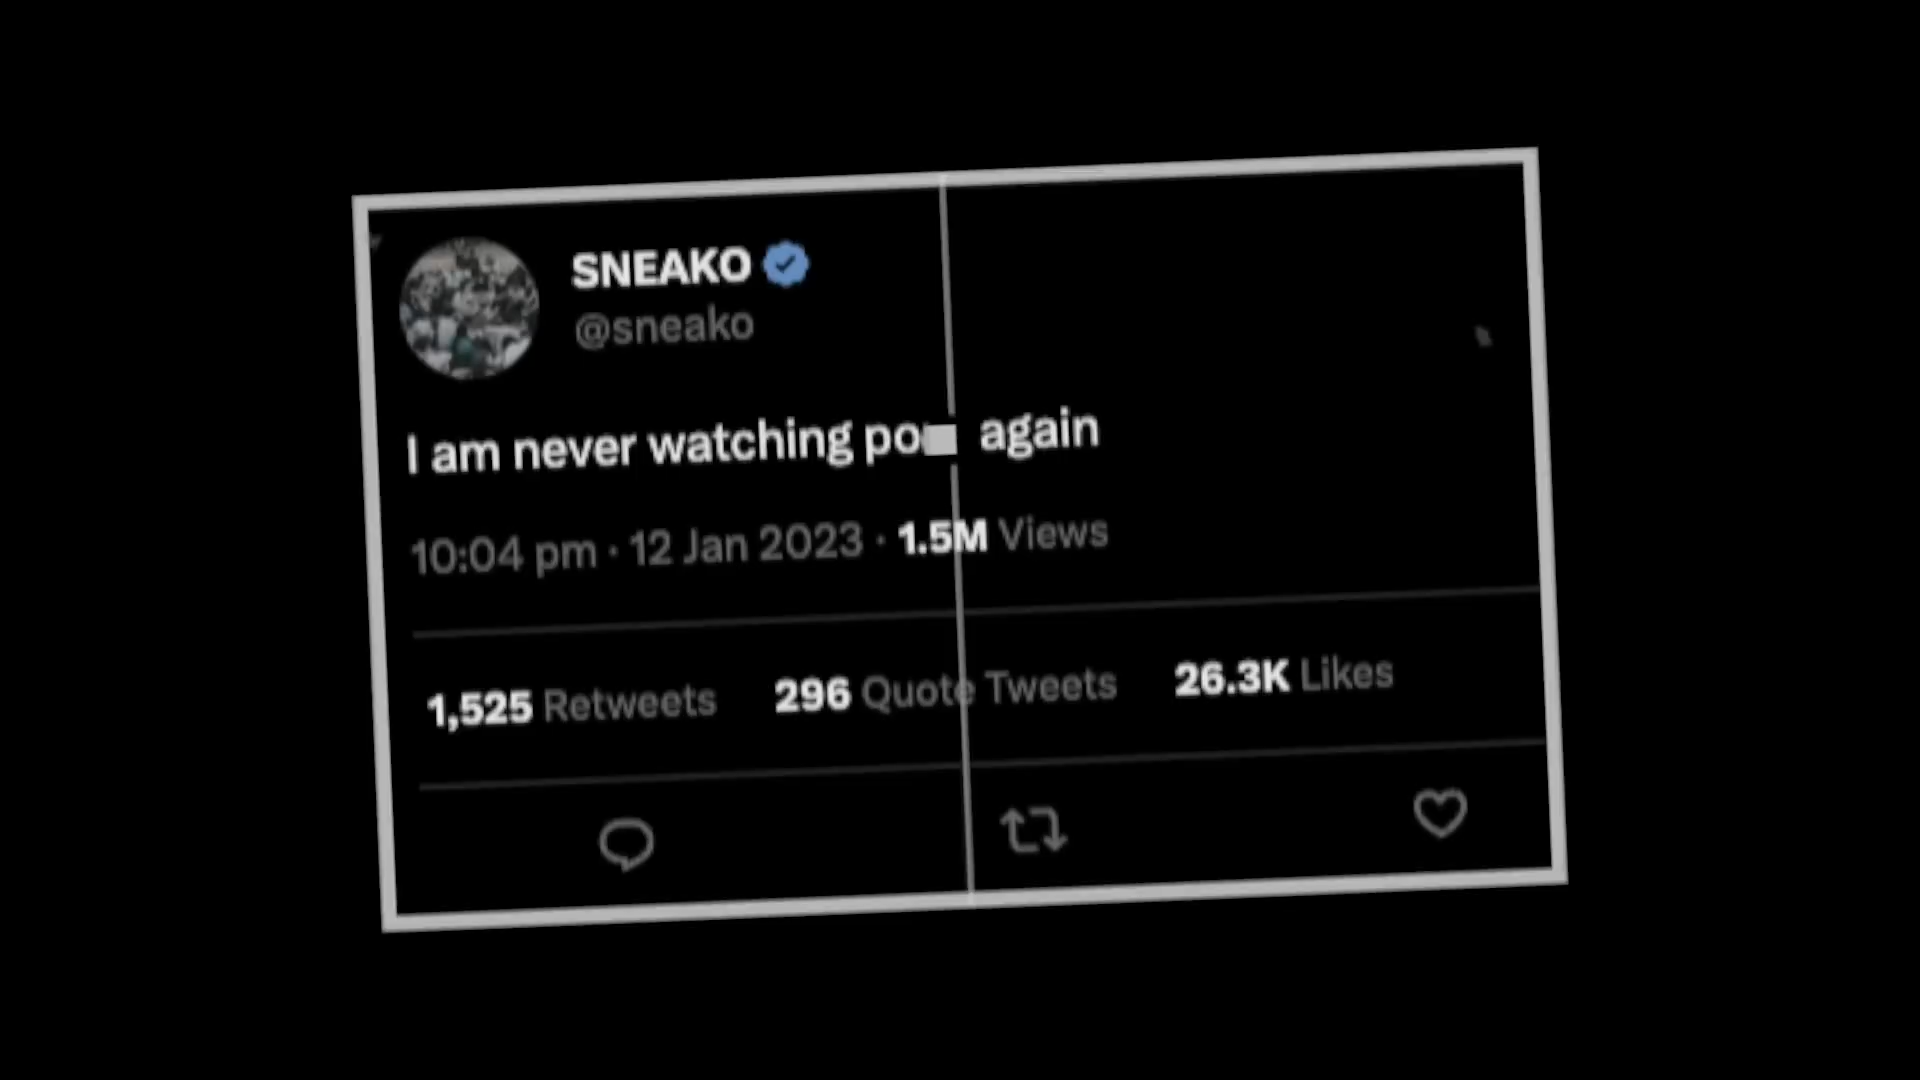 SNEAKO
@sneako
I am never watching po again
10:04 pm · 12 Jan 2023 · 1.5M Views
1,525 Retweets 296 Quote Tweets 26.3K Likes